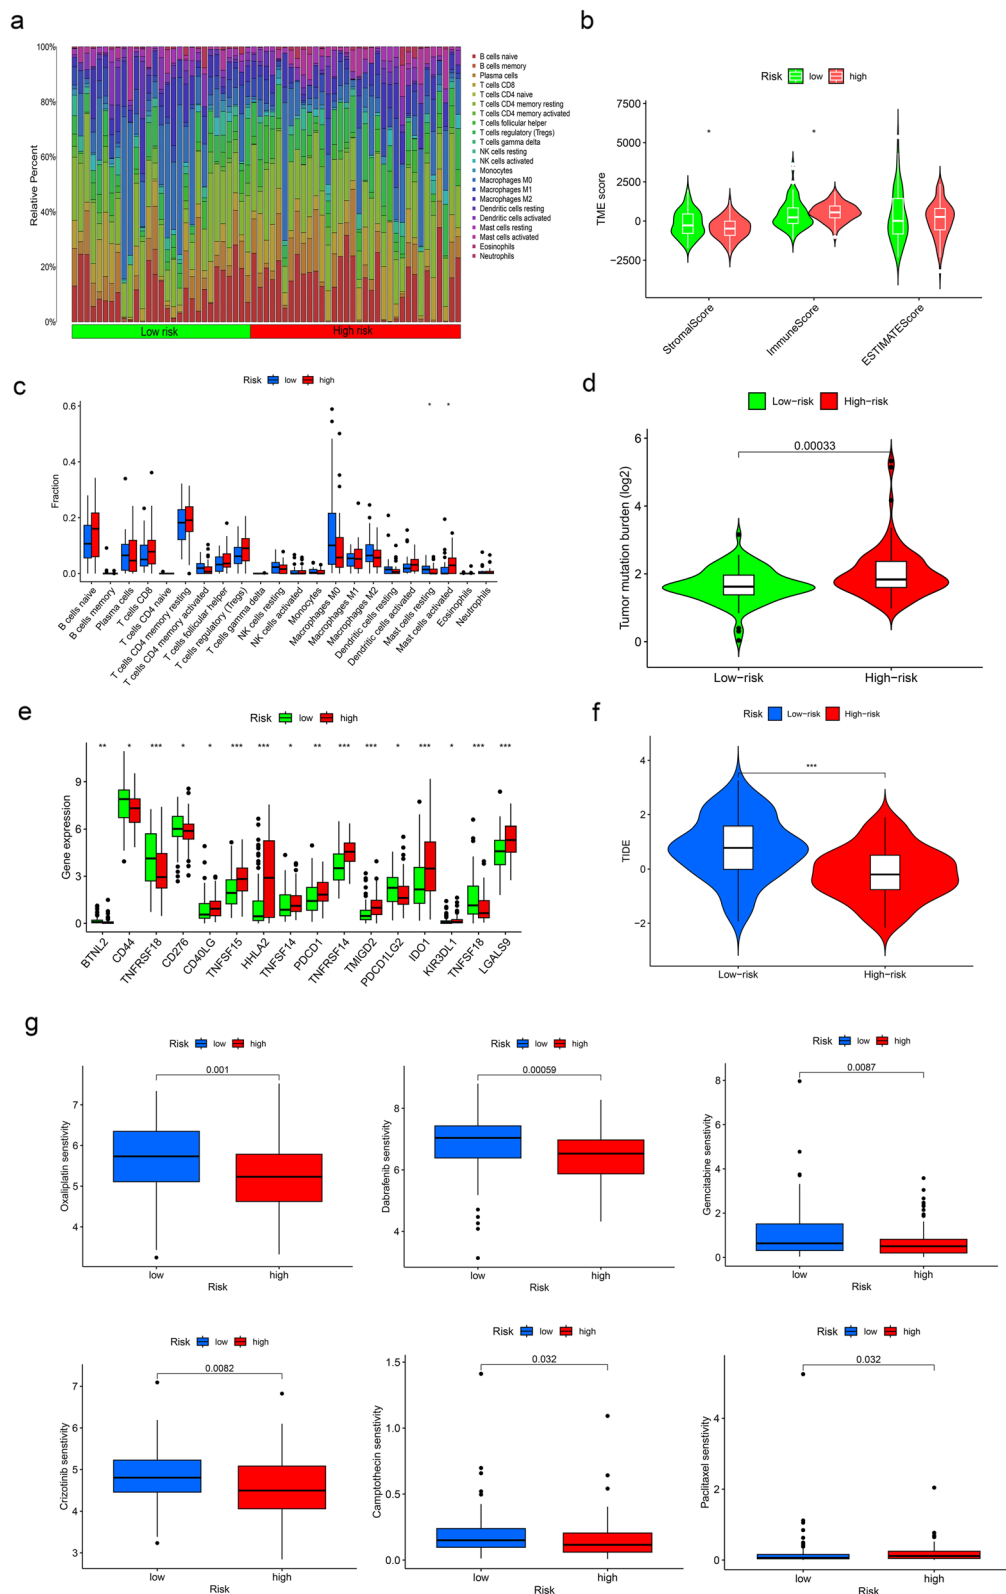 a
100%
80%
60%
40%
20%
0%
Relative Percent
Low risk
High risk
B cells naive
B cells memory
Plasma cells
T cells CD8
T cells CD4 naive
T cells CD4 memory resting
T cells CD4 memory activated
T cells follicular helper
T cells regulatory (Tregs)
T cells gamma delta
NK cells resting
NK cells activated
Monocytes
Macrophages M0
Macrophages M1
Macrophages M2
Dendritic cells resting
Dendritic cells activated
Mast cells resting
Mast cells activated
Eosinophils
Neutrophils
b
Risk low high
7500
5000
2500
0
−2500
TME score
* *
StromalScore
ImmuneScore
ESTIMATEScore
c
Risk low high
0.6
0.4
0.2
0.0
Fraction
* *
B cells naive
B cells memory
Plasma cells
T cells CD8
T cells CD4 naive
T cells CD4 memory resting
T cells CD4 memory activated
T cells follicular helper
T cells regulatory (Tregs)
T cells gamma delta
NK cells resting
NK cells activated
Monocytes
Macrophages M0
Macrophages M1
Macrophages M2
Dendritic cells resting
Dendritic cells activated
Mast cells resting
Mast cells activated
Eosinophils
Neutrophils
d
Low−risk High−risk
6
4
2
0
Tumor mutation burden (log2)
0.00033
Low−risk High−risk
e
Risk low high
** * *** * * *** *** * ** *** *** * *** * *** ***
9
6
3
0
Gene expression
BTNL2
CD44
TNFRSF18
CD276
CD40LG
TNFSF15
HHLA2
TNFSF14
PDCD1
TNFRSF14
TMIGD2
PDCD1LG2
IDO1
KIR3DL1
TNFSF18
LGALS9
f
Risk Low−risk High−risk
4
2
0
−2
TIDE
***
Low−risk High−risk
g
Risk low high
0.001
7
6
5
4
Oxaliplatin senstivity
low high
Risk
Risk low high
0.00059
8
6
4
Dabrafenib senstivity
low high
Risk
Risk low high
0.0087
8
6
4
2
0
Gemcitabine senstivity
low high
Risk
Risk low high
0.0082
7
6
5
4
3
Crizotinib senstivity
low high
Risk
Risk low high
0.032
1.5
1.0
0.5
0.0
Camptothecin senstivity
low high
Risk
Risk low high
0.032
4
2
0
Paclitaxel senstivity
low high
Risk